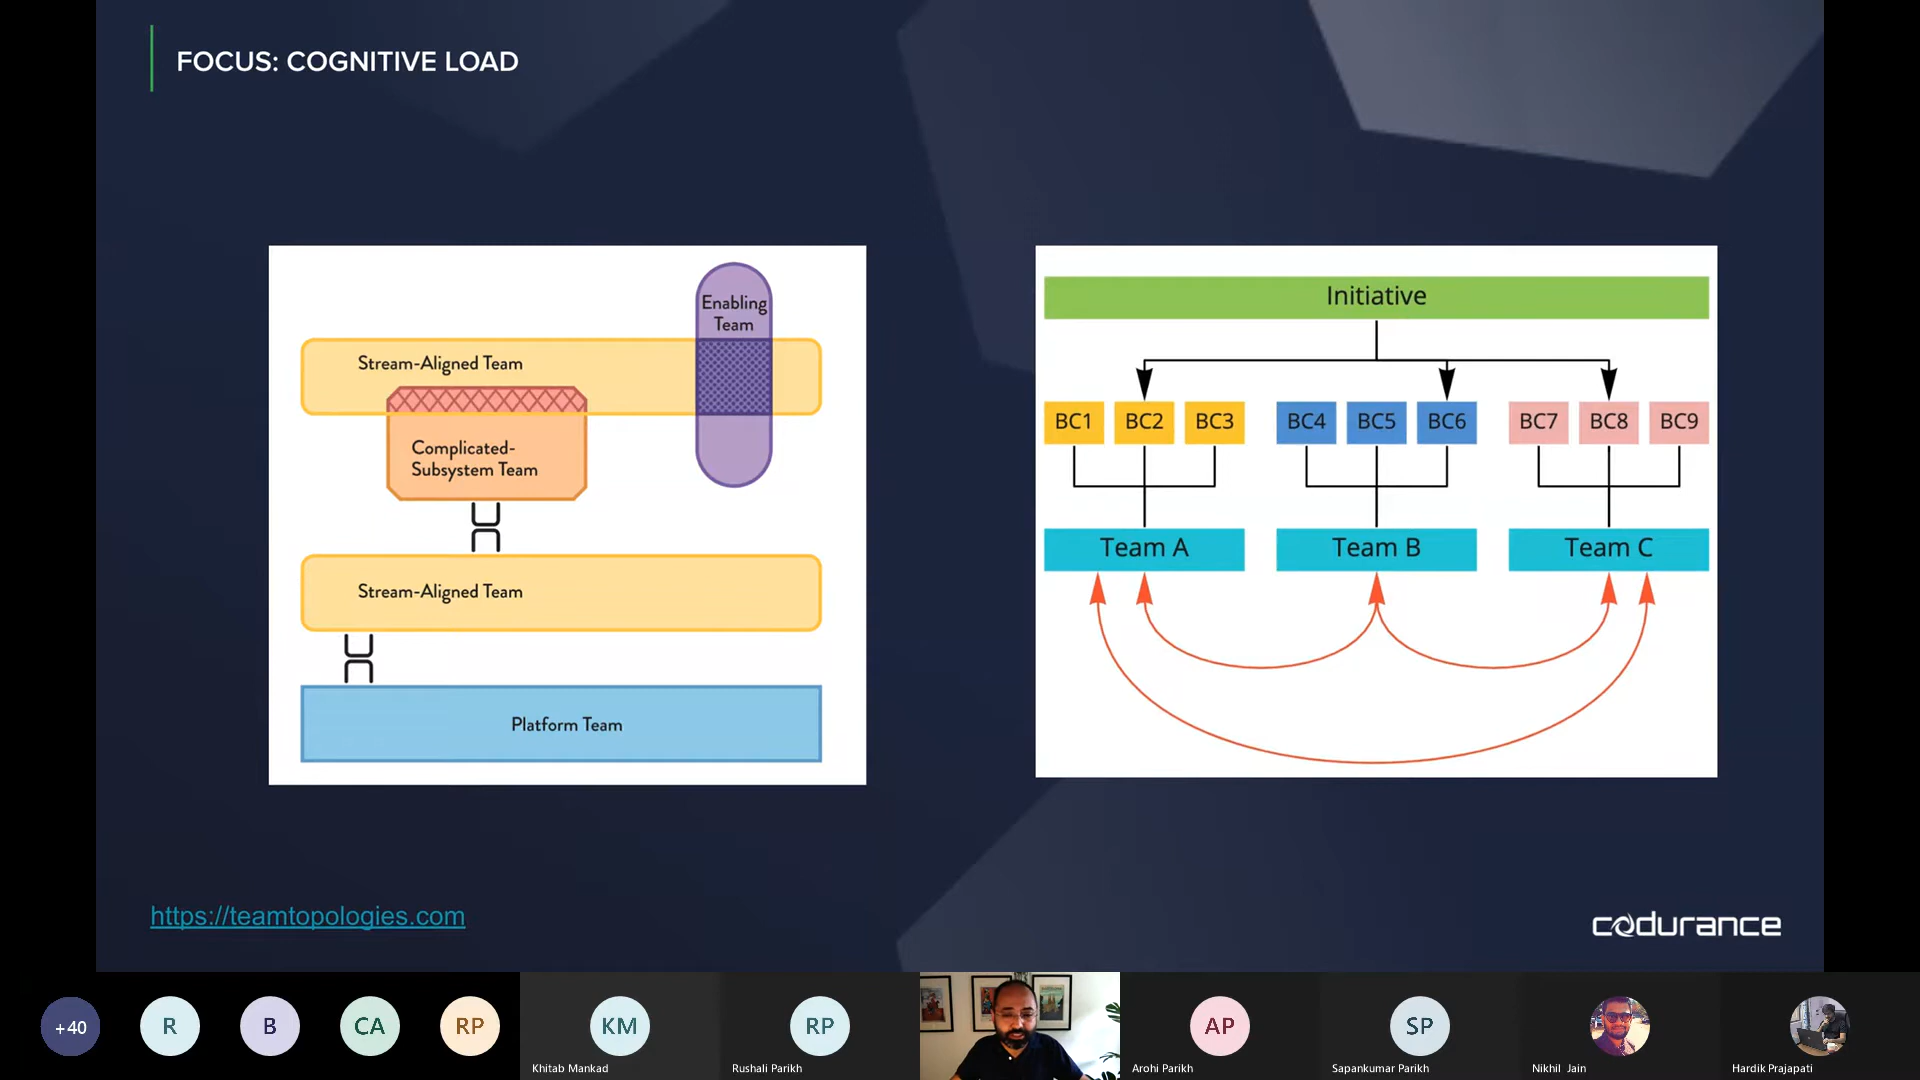 FOCUS: COGNITIVE LOAD
Enabling
Team
Stream-Aligned Team
Complicated-
Subsystem Team
Stream-Aligned Team
Platform Team
Initiative
BC1 BC2 BC3 BC4 BC5 BC6 BC7 BC8 BC9
Team A Team B Team C
https://teamtopologies.com
codurance
+40 R B CA RP KM RP AP SP
Khitab Mankad Rushali Parikh Arohi Parikh Sapankumar Parikh Nikhil Jain Hardik Prajapati